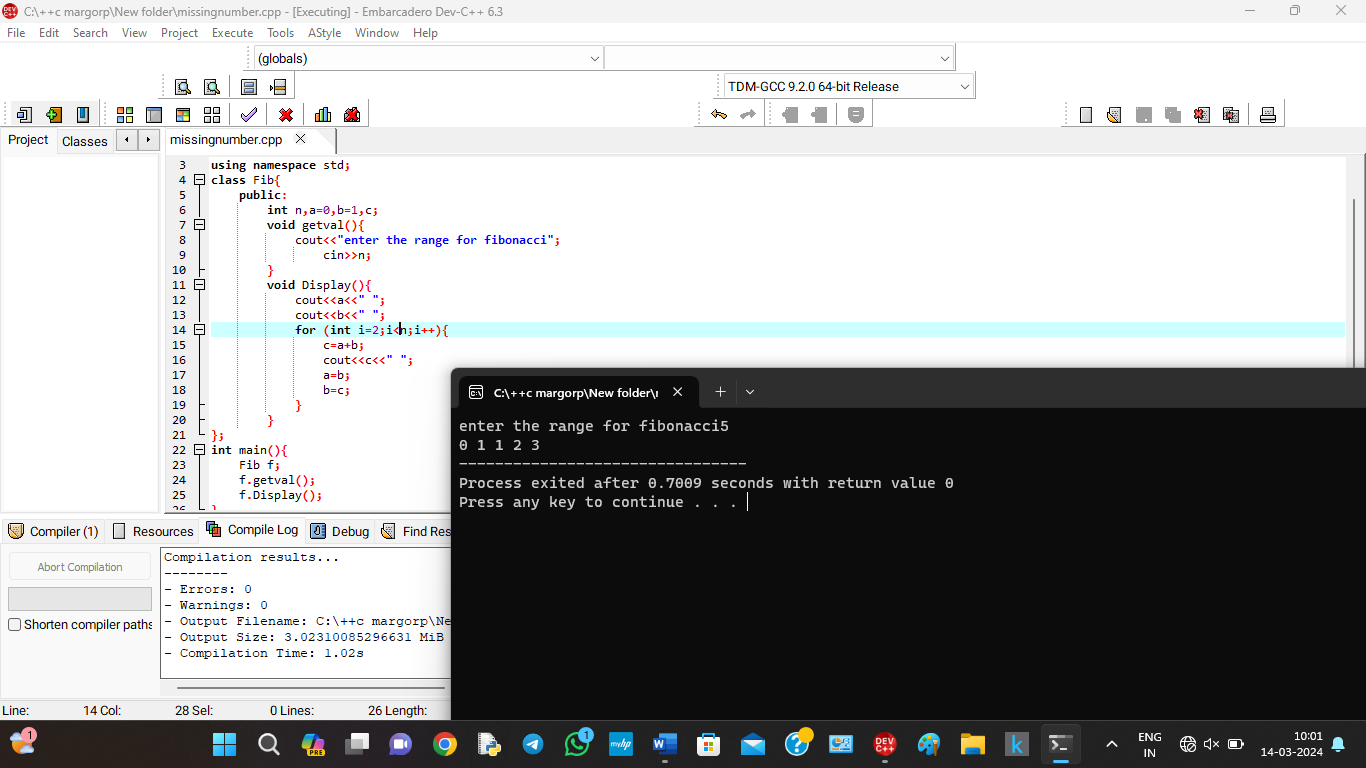 C:\++c margorp\New folder\missingnumber.cpp - [Executing] - Embarcadero Dev-C++ 6.3
File Edit Search View Project Execute Tools AStyle Window Help
(globals)
TDM-GCC 9.2.0 64-bit Release
Project Classes missingnumber.cpp
3 using namespace std;
4 class Fib{
5 public:
6 int n,a=0,b=1,c;
7 void getval(){
8 cout<<"enter the range for fibonacci";
9 cin>>n;
10 }
11 void Display(){
12 cout<<a<<" ";
13 cout<<b<<" ";
14 for (int i=2;i<n;i++){
15 c=a+b;
16 cout<<c<<" ";
17 a=b;
18 b=c;
19 }
20 }
21 };
22 int main(){
23 Fib f;
24 f.getval();
25 f.Display();
26 }
C:\++c margorp\New folder\
enter the range for fibonacci5
0 1 1 2 3
--------------------------------
Process exited after 0.7009 seconds with return value 0
Press any key to continue . . .
Compiler (1) Resources Compile Log Debug Find Res
Abort Compilation
Shorten compiler paths
Compilation results...
--------
- Errors: 0
- Warnings: 0
- Output Filename: C:\++c margorp\Ne
- Output Size: 3.02310085296631 MiB
- Compilation Time: 1.02s
Line: 14 Col: 28 Sel: 0 Lines: 26 Length:
1
PRE
1
myhp
W
DEV C++
k
ENG
IN
10:01
14-03-2024